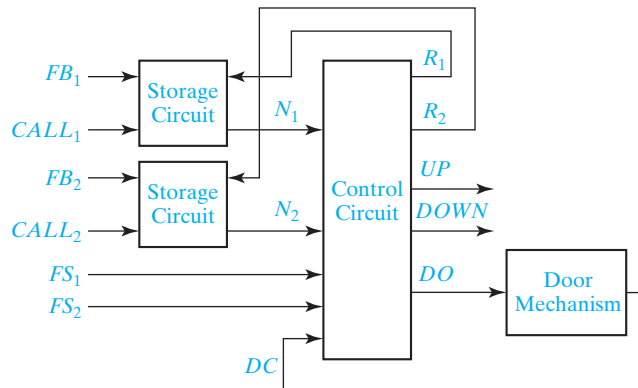 FB₁
CALL₁
Storage
Circuit
N₁
FB₂
CALL₂
Storage
Circuit
N₂
FS₁
FS₂
DC
Control
Circuit
R₁
R₂
UP
DOWN
DO
Door
Mechanism